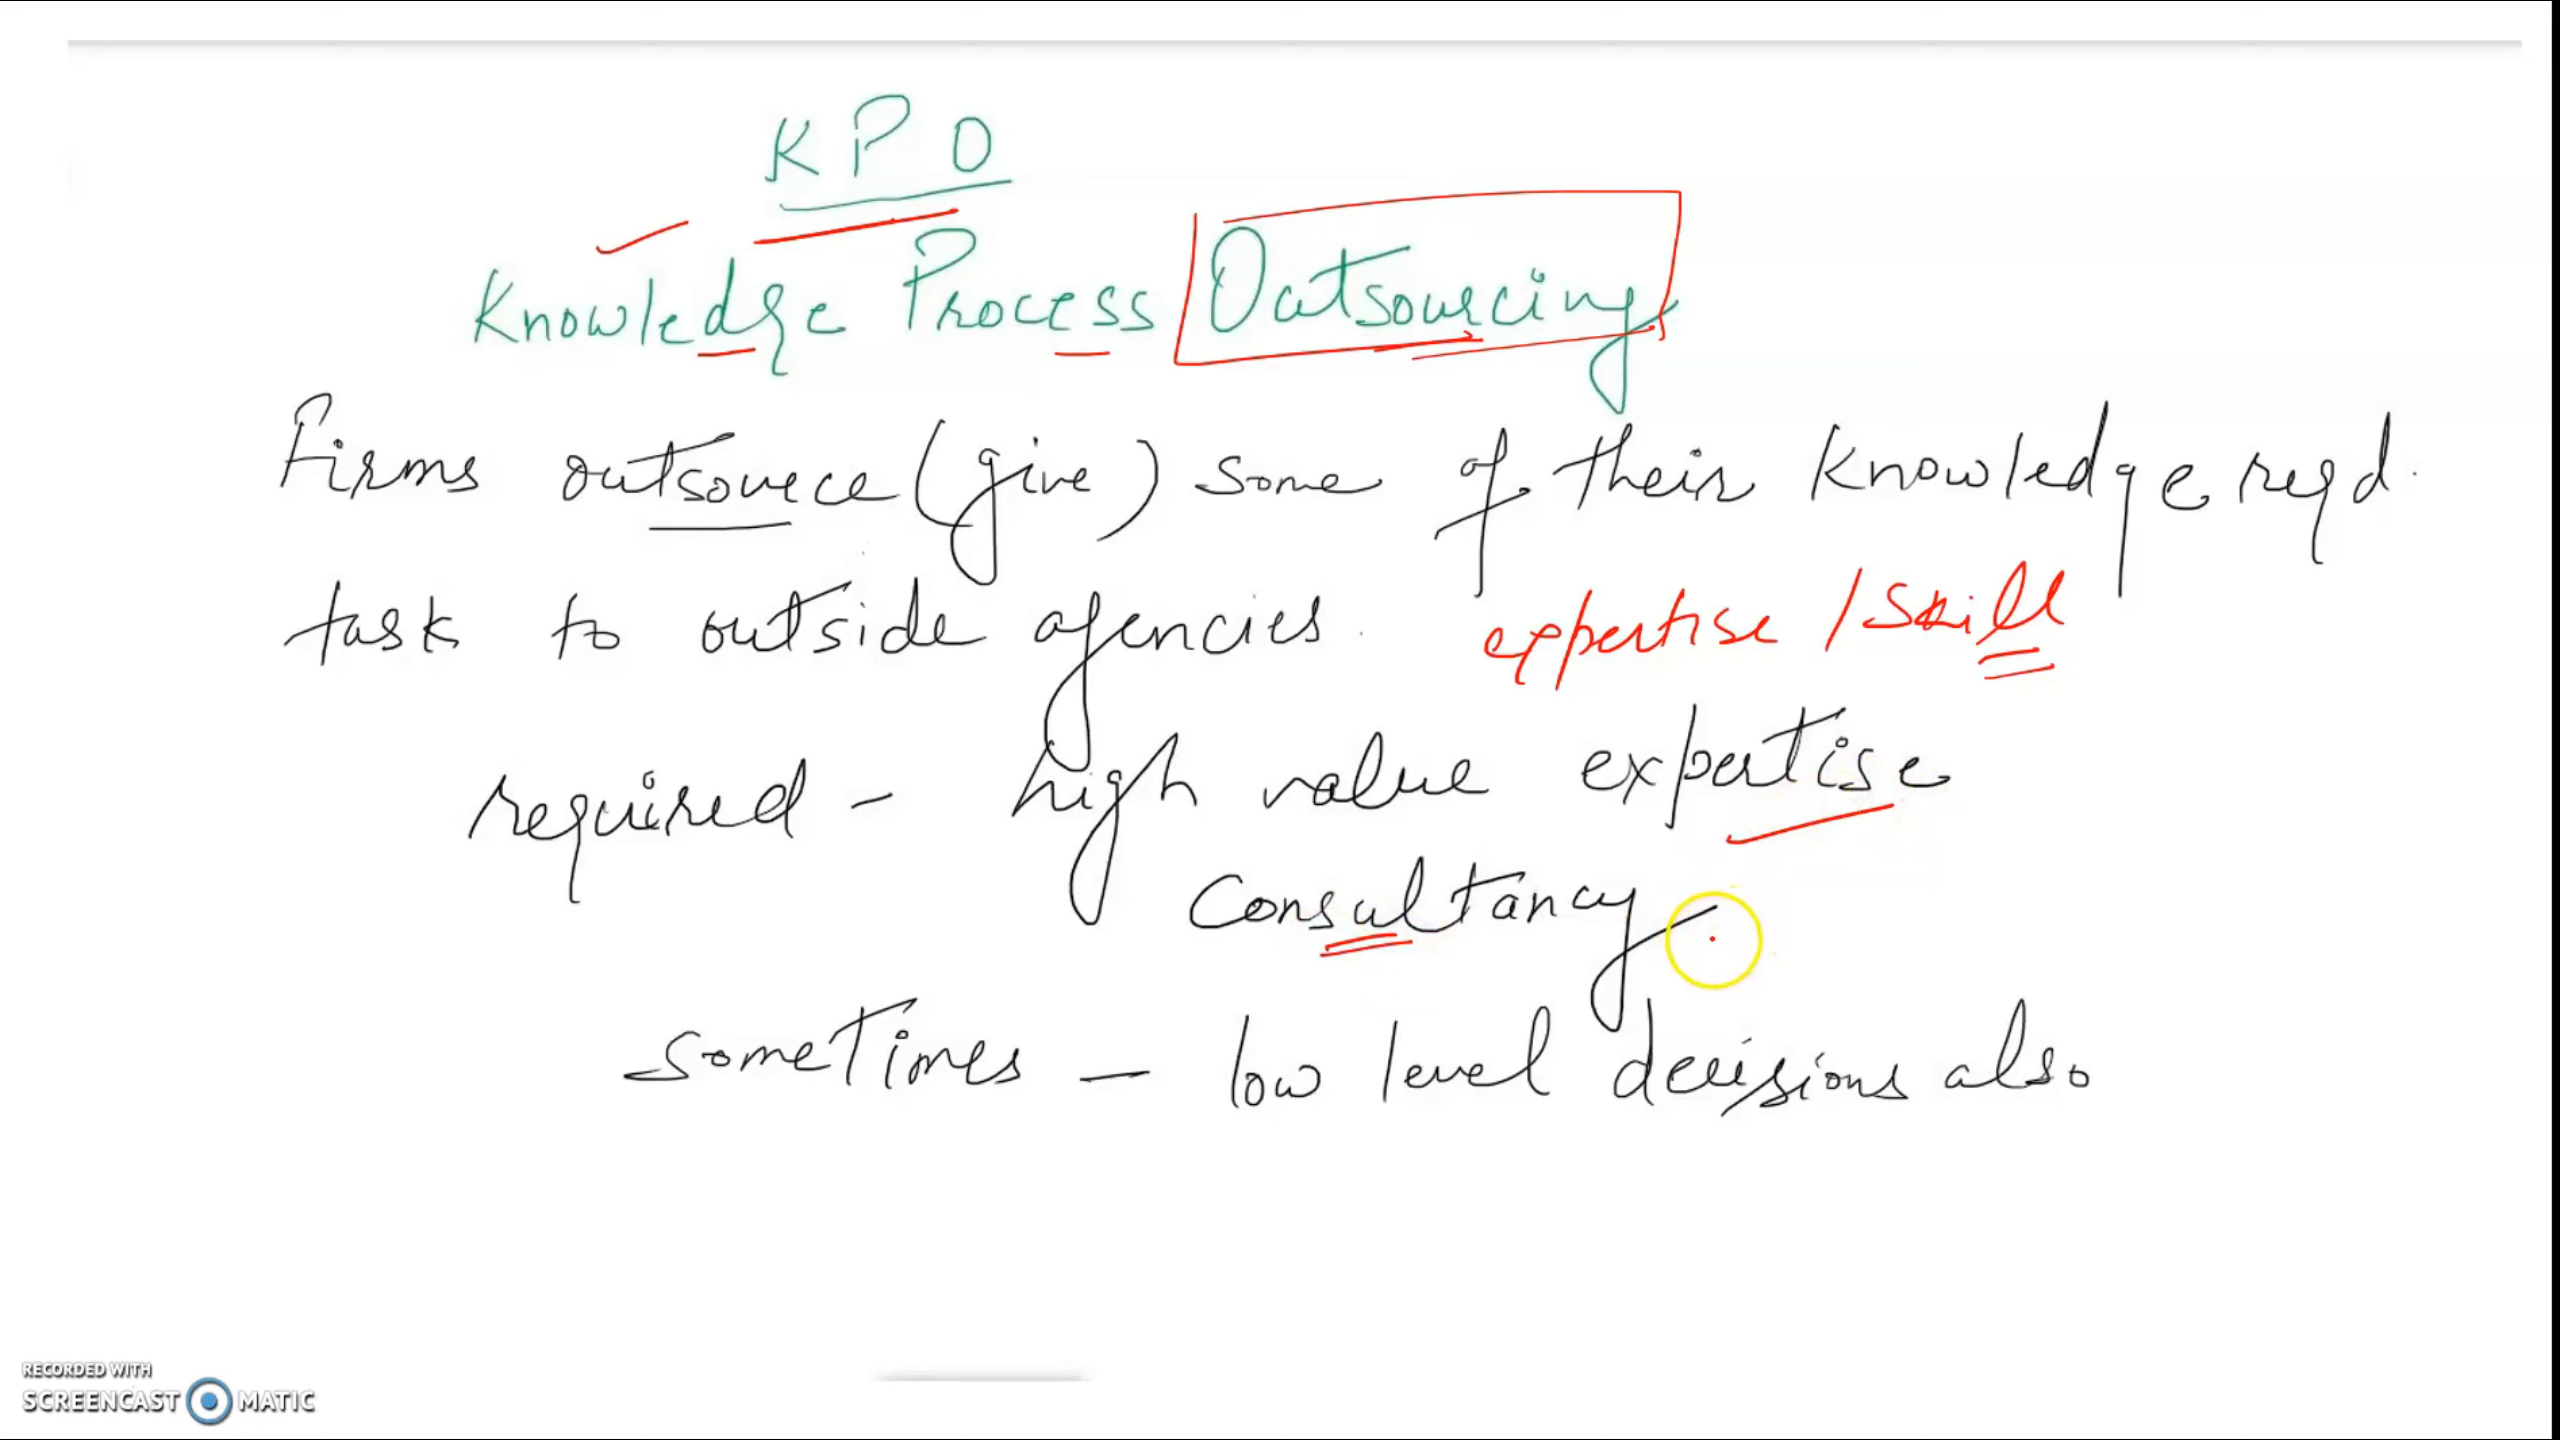 KPO
Knowledge Process Outsourcing
Firms outsource (give) some of their knowledge reqd.
task to outside agencies. expertise / skill
required - high value expertise
Consultancy
sometimes - low level decisions also
RECORDED WITH
SCREENCAST MATIC